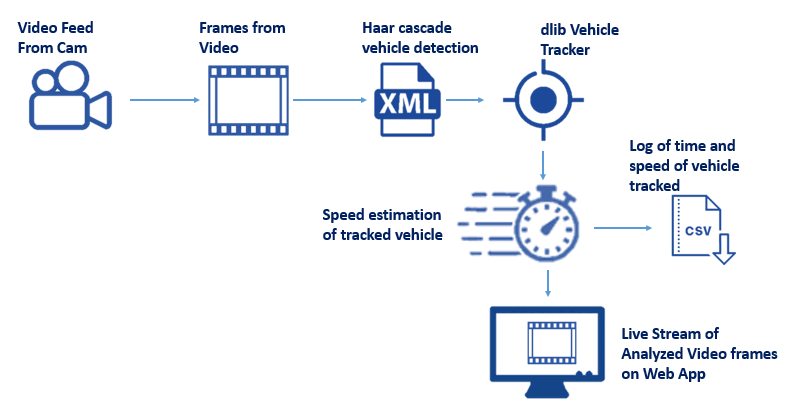 Video Feed
From Cam
Frames from
Video
Haar cascade
vehicle detection
dlib Vehicle
Tracker
XML
Log of time and
speed of vehicle
tracked
Speed estimation
of tracked vehicle
CSV
Live Stream of
Analyzed Video frames
on Web App